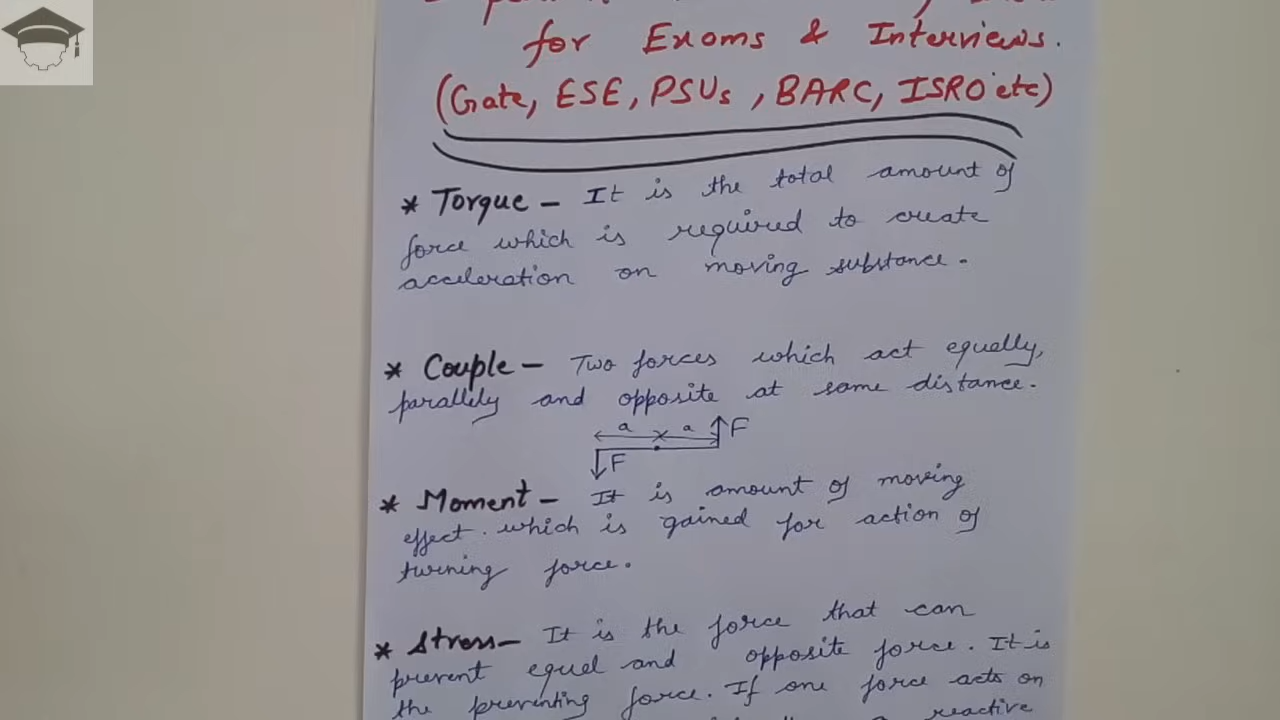 for Exams & Interviews.
(Gate, ESE, PSUs, BARC, ISRO etc)
* Torque - It is the total amount of
force which is required to create
acceleration on moving substance.
* Couple - Two forces which act equelly,
parallely and opposite at same distance.
a a F
F
* Moment - It is amount of moving
effect which is gained for action of
turning force.
* Stress - It is the force that can
prevent equel and opposite force. It is
the preventing force. If one force acts on
a reactive